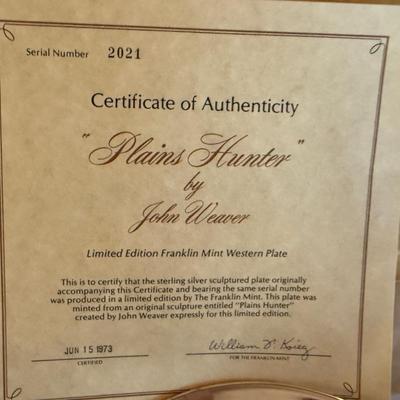 Serial Number 2021
Certificate of Authenticity
"Plains Hunter"
by
John Weaver
Limited Edition Franklin Mint Western Plate
This is to certify that the sterling silver sculptured plate originally
accompanying this Certificate and bearing the same serial number
was produced in a limited edition by The Franklin Mint. This plate was
minted from an original sculpture entitled "Plains Hunter"
created by John Weaver expressly for this limited edition.
JUN 15 1973 William T. Krieg
CERTIFIED FOR THE FRANKLIN MINT